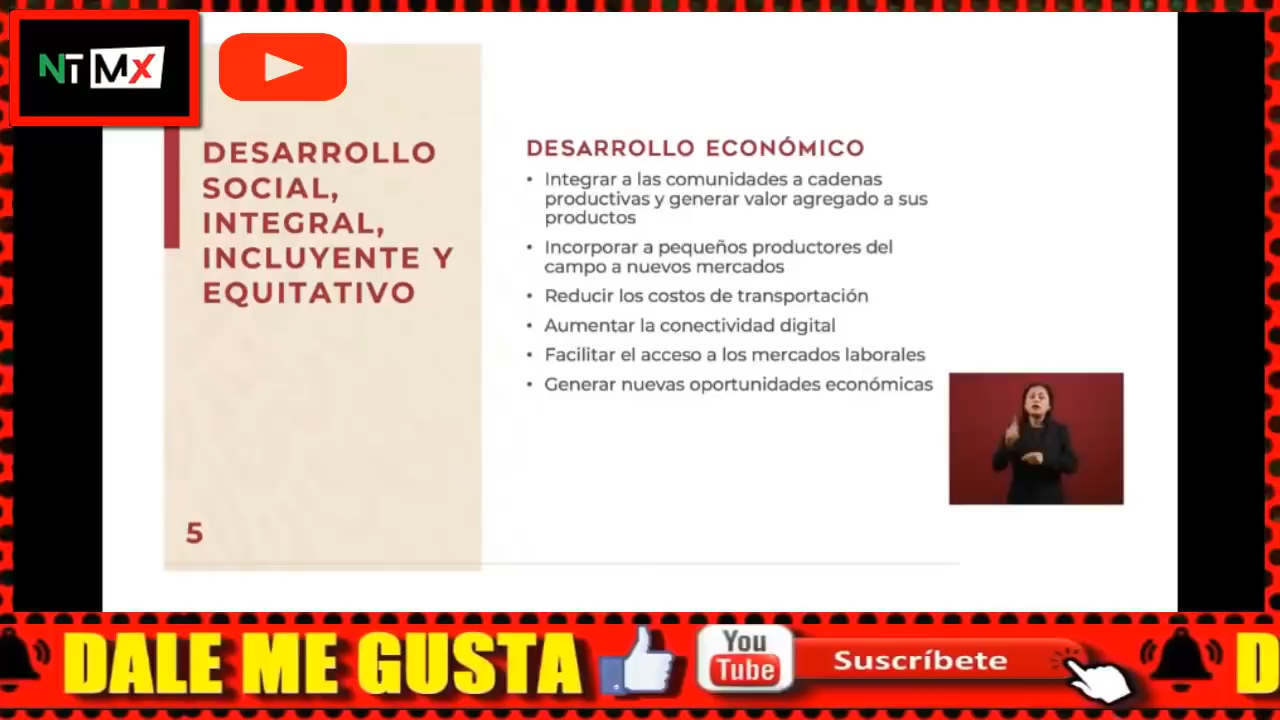 NTMX
DESARROLLO
SOCIAL,
INTEGRAL,
INCLUYENTE Y
EQUITATIVO
5
DESARROLLO ECONÓMICO
• Integrar a las comunidades a cadenas
productivas y generar valor agregado a sus
productos
• Incorporar a pequeños productores del
campo a nuevos mercados
• Reducir los costos de transportación
• Aumentar la conectividad digital
• Facilitar el acceso a los mercados laborales
• Generar nuevas oportunidades económicas
DALE ME GUSTA
You
Tube
Suscríbete
D